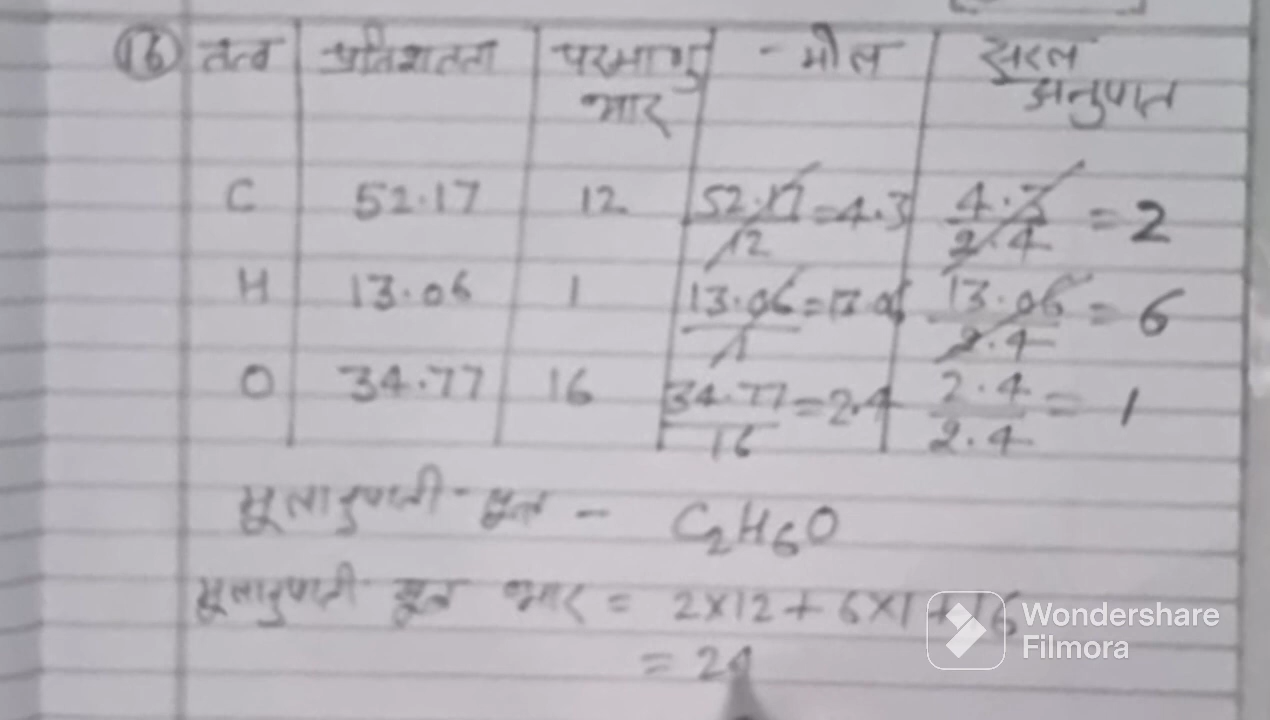 (16) तत्व प्रतिशतता परमाणु भार - मोल सरल अनुपात
C 52.17 12 52.17/12 = 4.3 4.3/2.4 = 2
H 13.06 1 13.06/1 = 13.06 13.06/2.4 = 6
O 34.77 16 34.77/16 = 2.4 2.4/2.4 = 1
मूलानुपाती - सूत्र - C₂H₆O
मूलानुपाती सूत्र भार = 2×12 + 6×1 + 16
= 24
Wondershare
Filmora